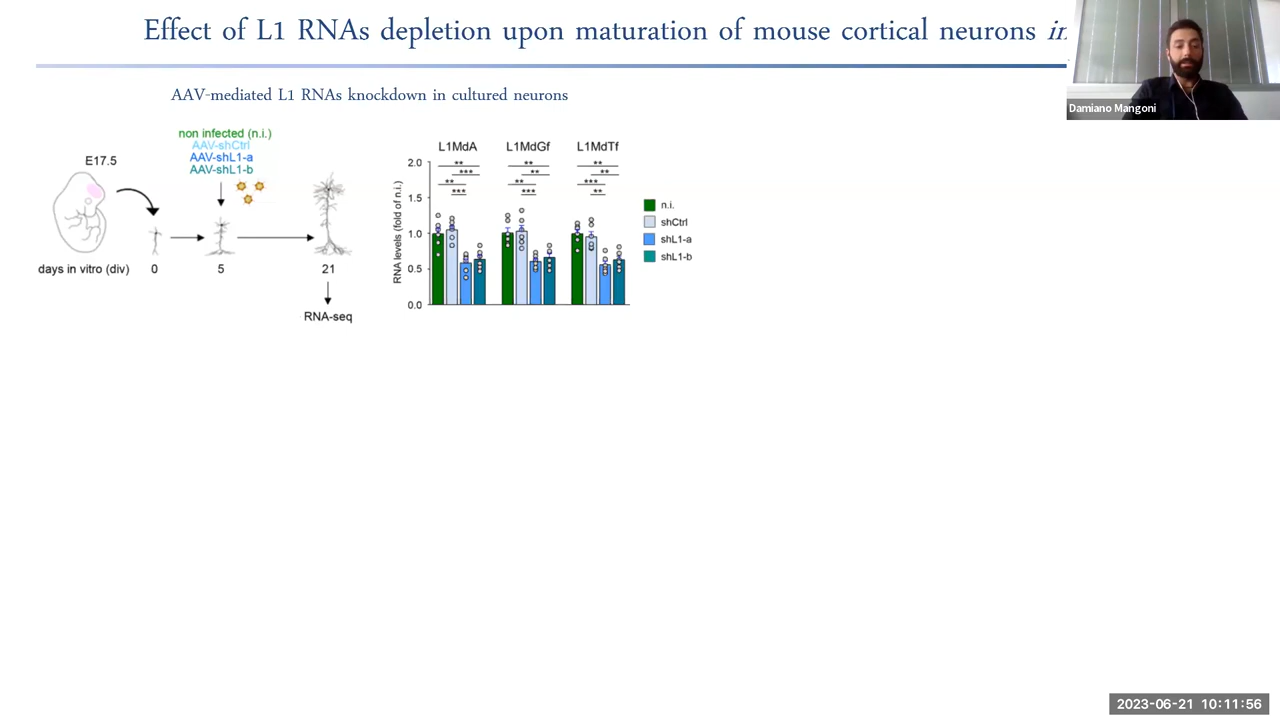 Effect of L1 RNAs depletion upon maturation of mouse cortical neurons in
Damiano Mangoni
AAV-mediated L1 RNAs knockdown in cultured neurons
non infected (n.i.)
AAV-shCtrl
AAV-shL1-a
AAV-shL1-b
E17.5
days in vitro (div) 0 5 21
RNA-seq
L1MdA L1MdGf L1MdTf
RNA levels (fold of n.i.)
2.0
1.5
1.0
0.5
0.0
** ** **
*** ** **
** ** ***
*** *** **
n.i.
shCtrl
shL1-a
shL1-b
2023-06-21 10:11:56